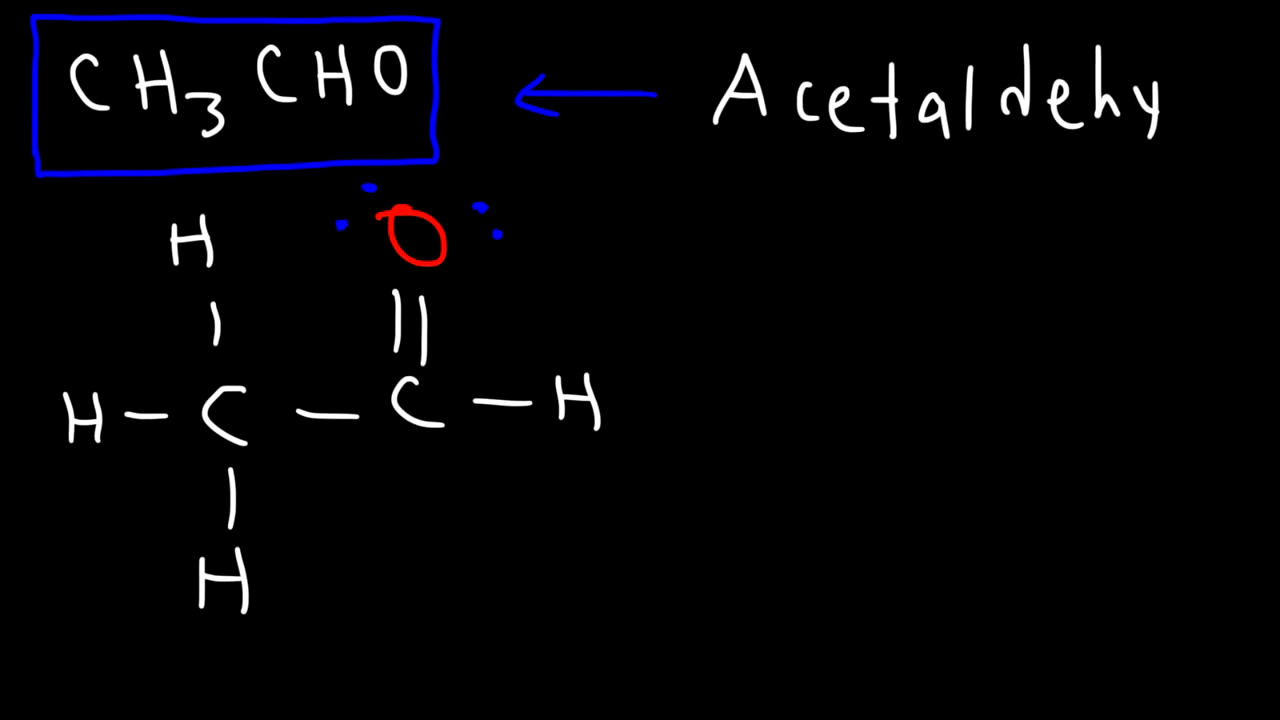 CH3CHO ← Acetaldehy
H O
H - C - C - H
H